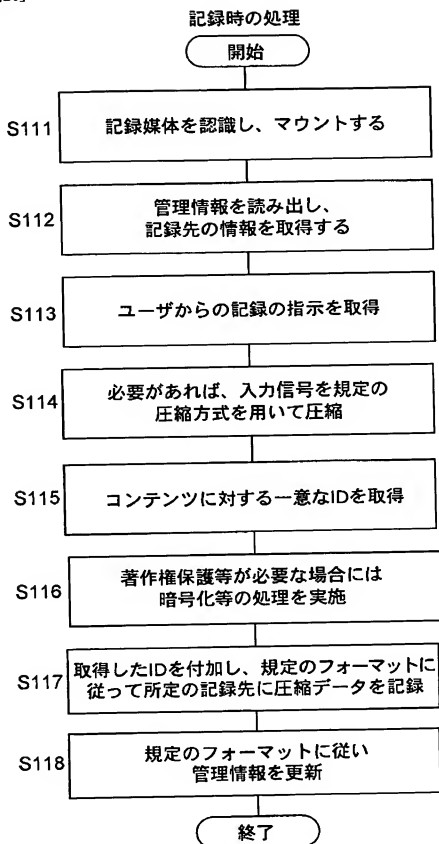 記録時の処理
開始
S111
記録媒体を認識し、マウントする
S112
管理情報を読み出し、
記録先の情報を取得する
S113
ユーザからの記録の指示を取得
S114
必要があれば、入力信号を規定の
圧縮方式を用いて圧縮
S115
コンテンツに対する一意なIDを取得
S116
著作権保護等が必要な場合には
暗号化等の処理を実施
S117
取得したIDを付加し、規定のフォーマットに
従って所定の記録先に圧縮データを記録
S118
規定のフォーマットに従い
管理情報を更新
終了